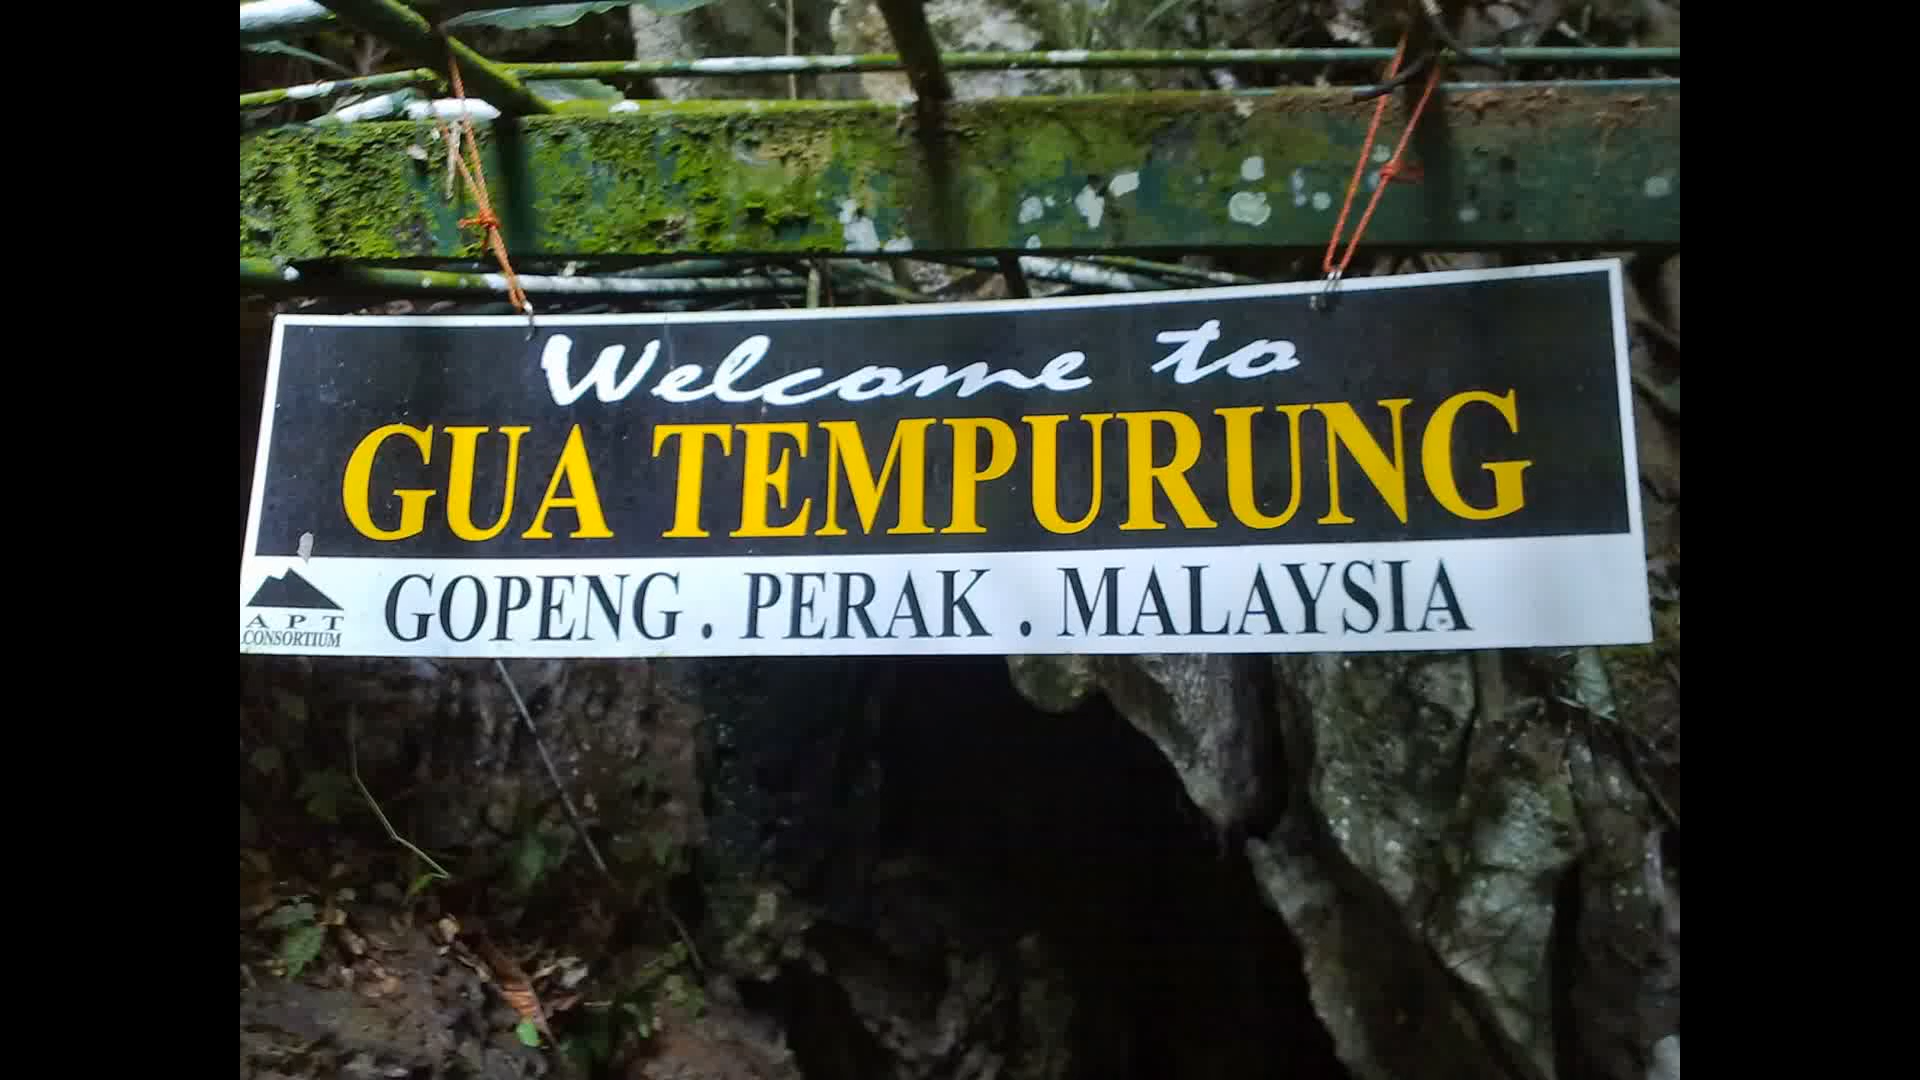 Welcome to
GUA TEMPURUNG
GOPENG . PERAK . MALAYSIA
APT
CONSORTIUM